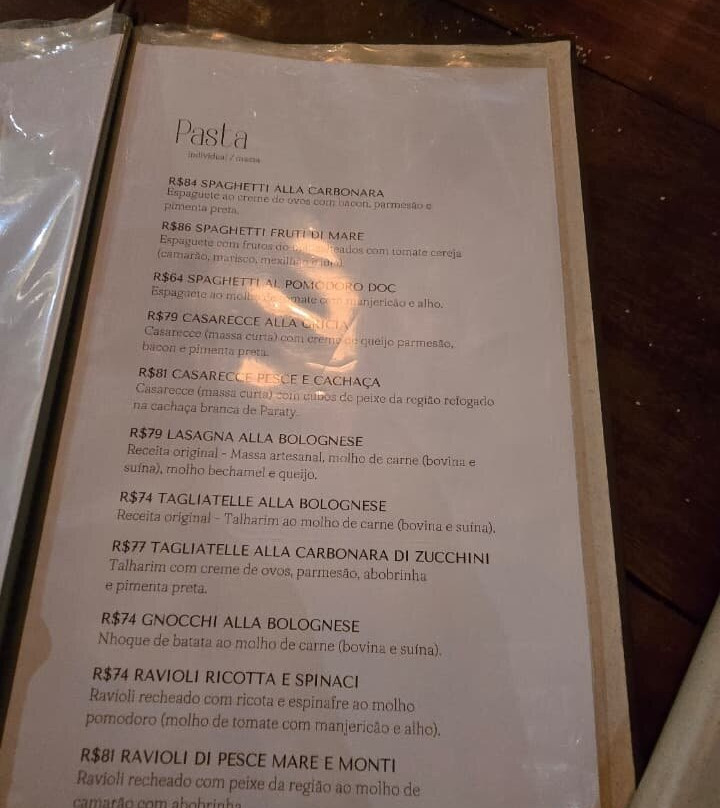 Pasta
individual / massa
R$84 SPAGHETTI ALLA CARBONARA
Espaguete ao creme de ovos com bacon, parmesão e
pimenta preta.
R$86 SPAGHETTI FRUTI DI MARE
Espaguete com frutos do com tomate cereja
(camarão, marisco, mexilhão e lula).
R$64 SPAGHETTI AL POMODORO DOC
Espaguete ao molho de tomate com manjericão e alho.
R$79 CASARECCE ALLA GRICIA
Casarecce (massa curta) com creme de queijo parmesão,
bacon e pimenta preta.
R$81 CASARECCE PESCE E CACHAÇA
Casarecce (massa curta) com cubos de peixe da região refogado
na cachaça branca de Paraty.
R$79 LASAGNA ALLA BOLOGNESE
Receita original - Massa artesanal, molho de carne (bovina e
suína), molho bechamel e queijo.
R$74 TAGLIATELLE ALLA BOLOGNESE
Receita original - Talharim ao molho de carne (bovina e suína).
R$77 TAGLIATELLE ALLA CARBONARA DI ZUCCHINI
Talharim com creme de ovos, parmesão, abobrinha
e pimenta preta.
R$74 GNOCCHI ALLA BOLOGNESE
Nhoque de batata ao molho de carne (bovina e suína).
R$74 RAVIOLI RICOTTA E SPINACI
Ravioli recheado com ricota e espinafre ao molho
pomodoro (molho de tomate com manjericão e alho).
R$81 RAVIOLI DI PESCE MARE E MONTI
Ravioli recheado com peixe da região ao molho de
camarão com abobrinha